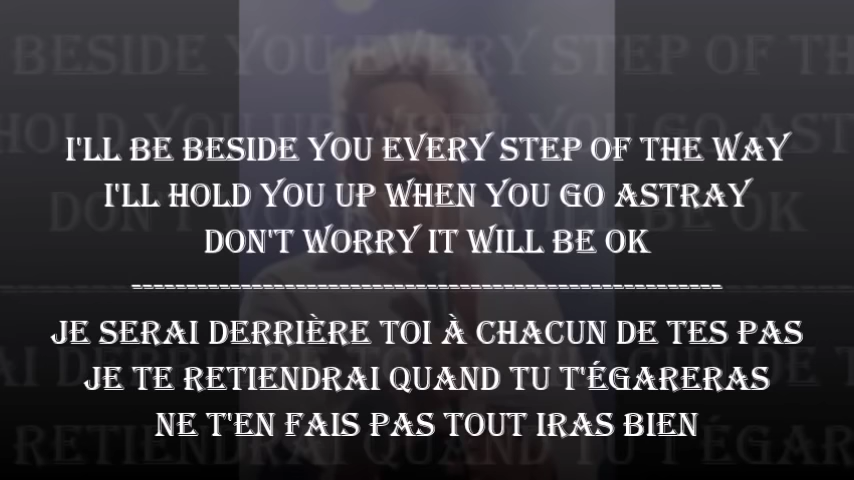 I'LL BE BESIDE YOU EVERY STEP OF THE WAY
I'LL HOLD YOU UP WHEN YOU GO ASTRAY
DON'T WORRY IT WILL BE OK
------------------------------------------------------
JE SERAI DERRIÈRE TOI À CHACUN DE TES PAS
JE TE RETIENDRAI QUAND TU T'ÉGARERAS
NE T'EN FAIS PAS TOUT IRAS BIEN